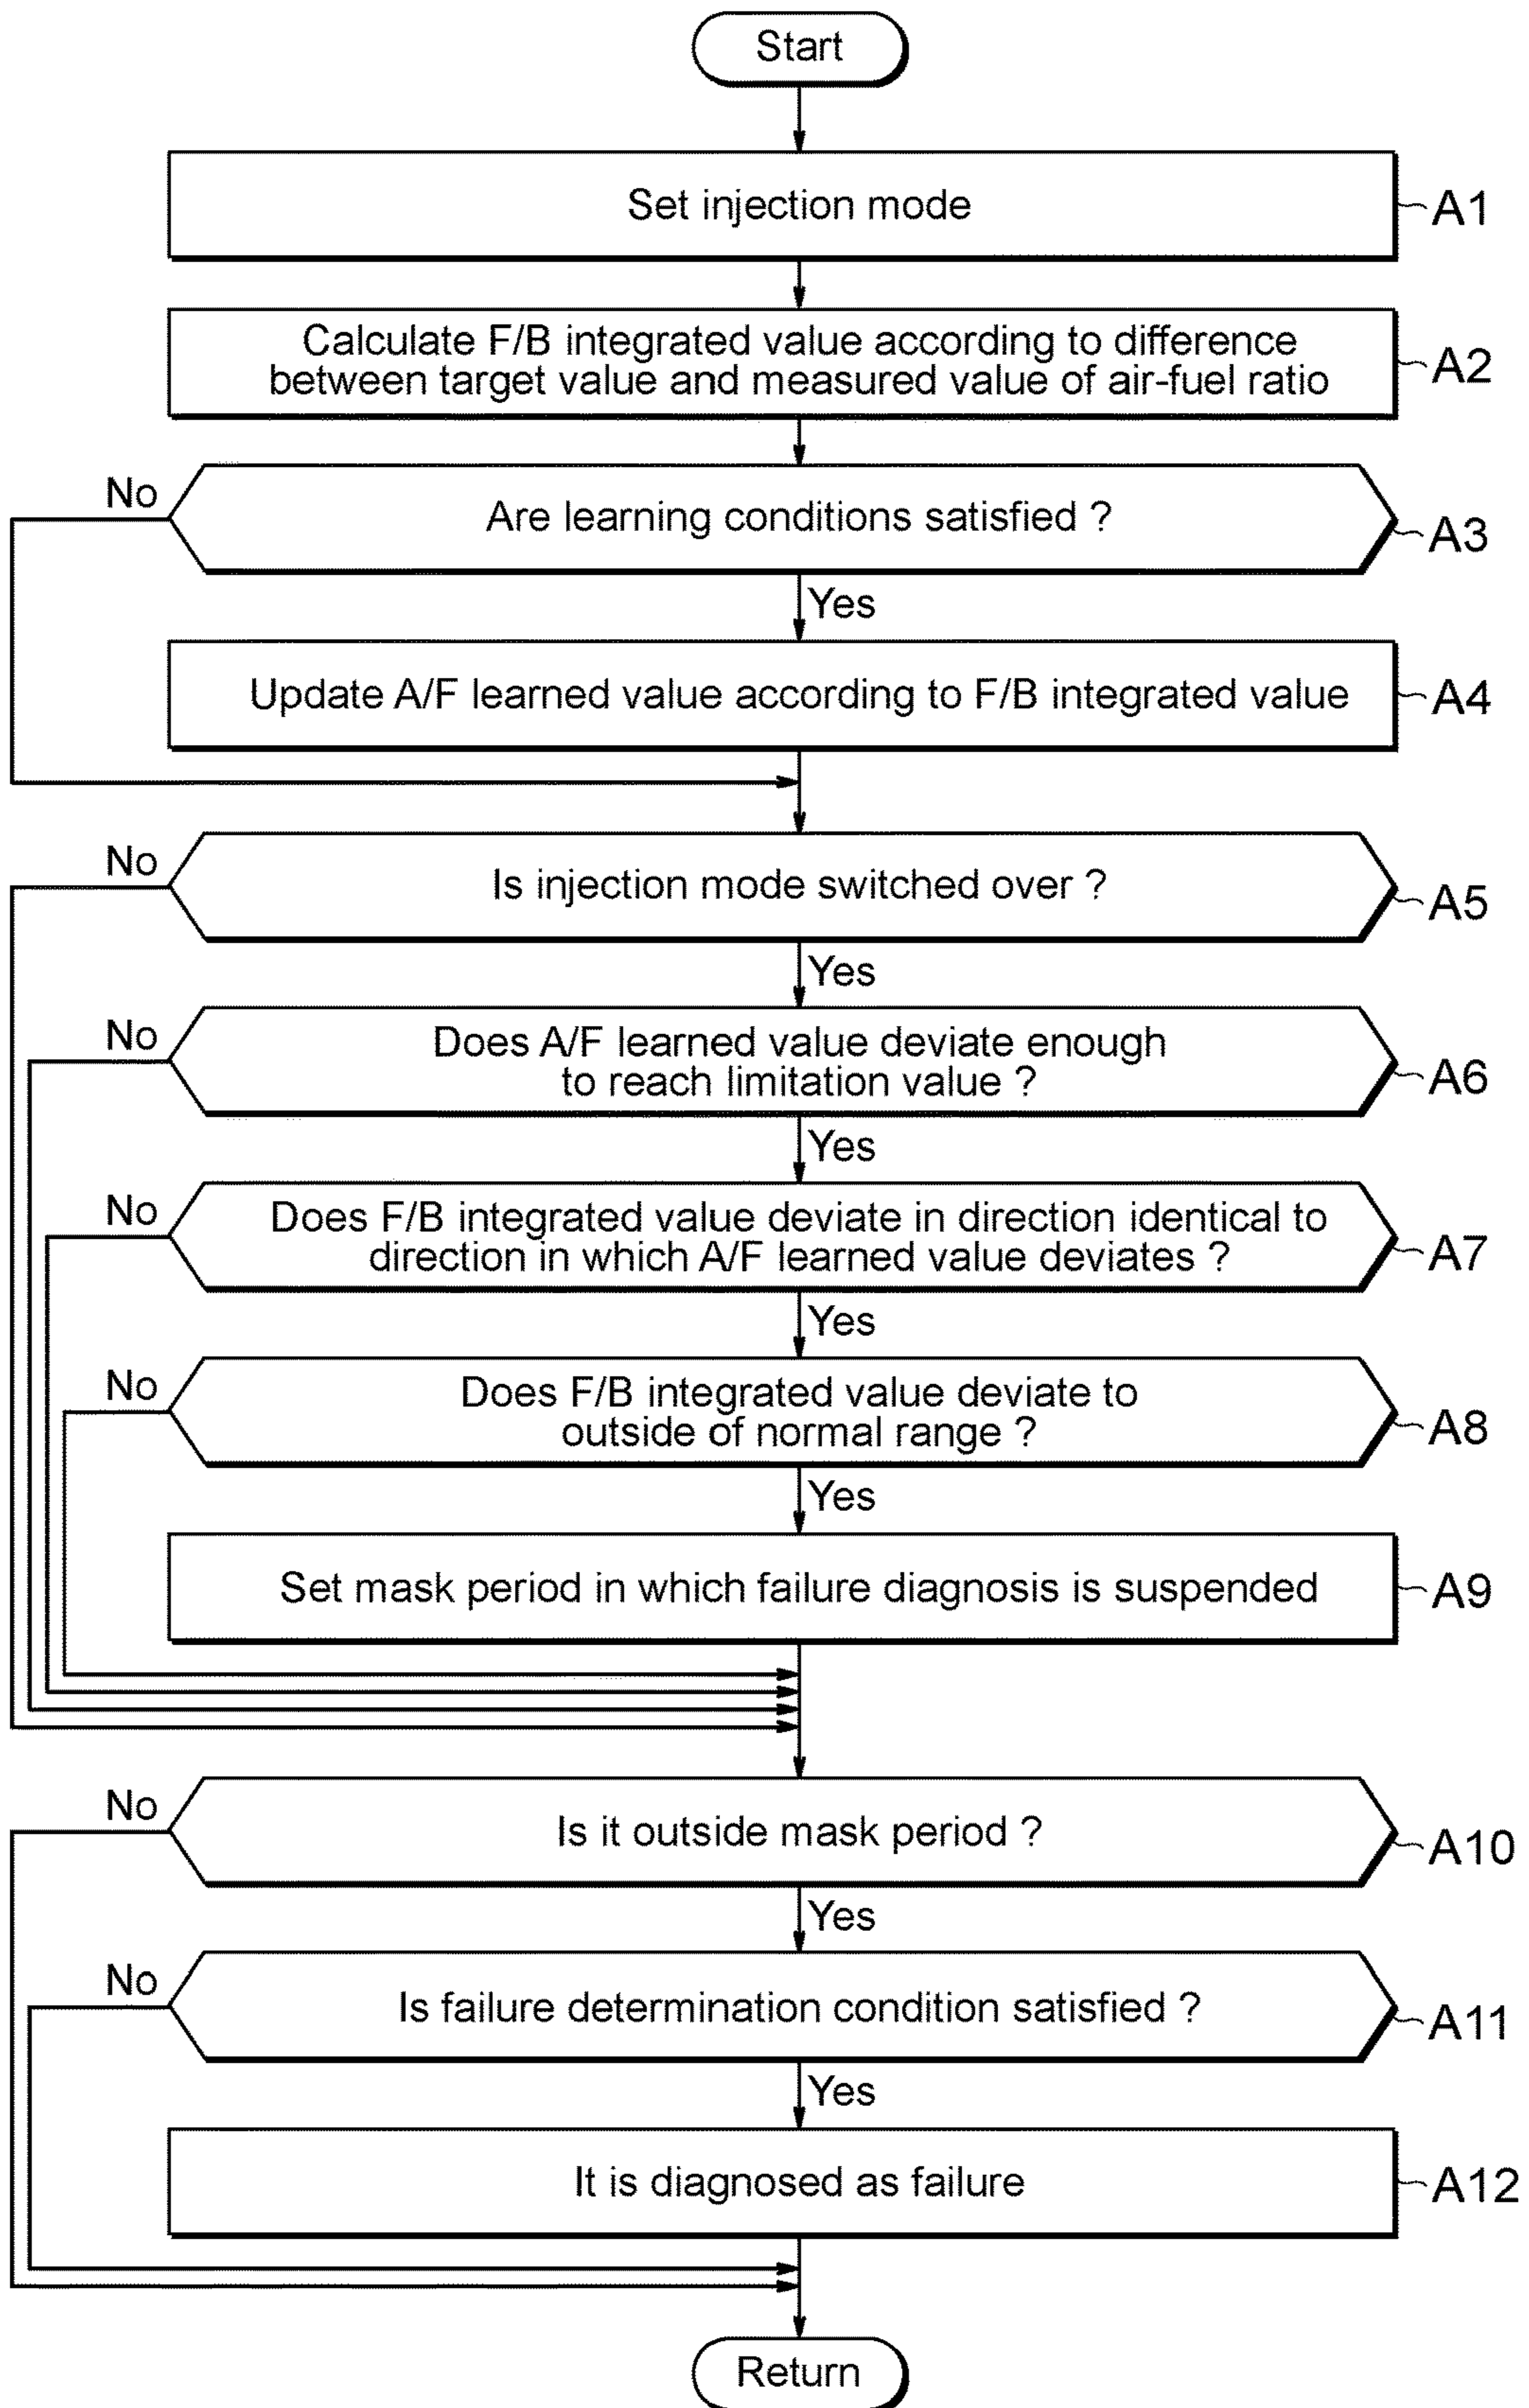 Start
Set injection mode
A1
Calculate F/B integrated value according to difference
between target value and measured value of air-fuel ratio
A2
No
Are learning conditions satisfied ?
A3
Yes
Update A/F learned value according to F/B integrated value
A4
No
Is injection mode switched over ?
A5
Yes
No
Does A/F learned value deviate enough
to reach limitation value ?
A6
Yes
No
Does F/B integrated value deviate in direction identical to
direction in which A/F learned value deviates ?
A7
Yes
No
Does F/B integrated value deviate to
outside of normal range ?
A8
Yes
Set mask period in which failure diagnosis is suspended
A9
No
Is it outside mask period ?
A10
Yes
No
Is failure determination condition satisfied ?
A11
Yes
It is diagnosed as failure
A12
Return